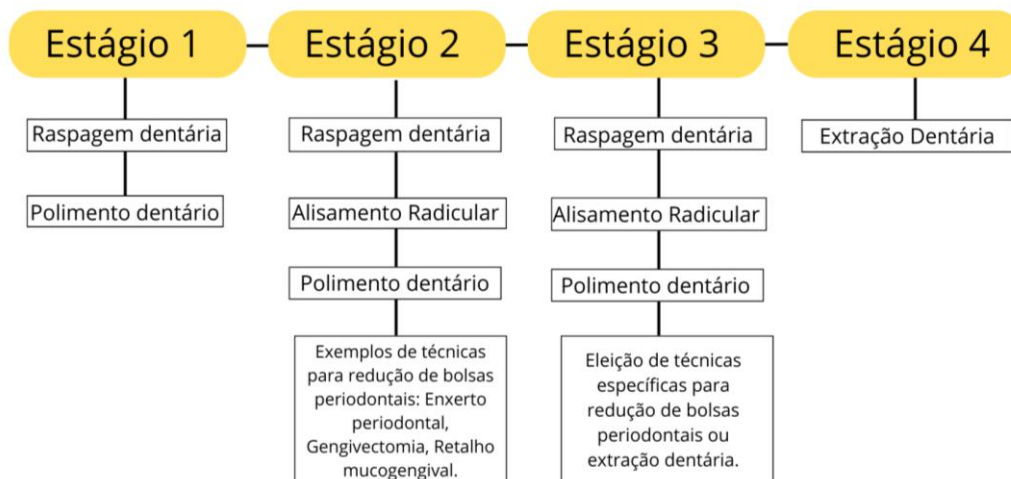 Estágio 1
Estágio 2
Estágio 3
Estágio 4
Raspagem dentária
Polimento dentário
Raspagem dentária
Alisamento Radicular
Polimento dentário
Exemplos de técnicas
para redução de bolsas
periodontais: Enxerto
periodontal,
Gengivectomia, Retalho
mucogengival.
Raspagem dentária
Alisamento Radicular
Polimento dentário
Eleição de técnicas
específicas para
redução de bolsas
periodontais ou
extração dentária.
Extração Dentária